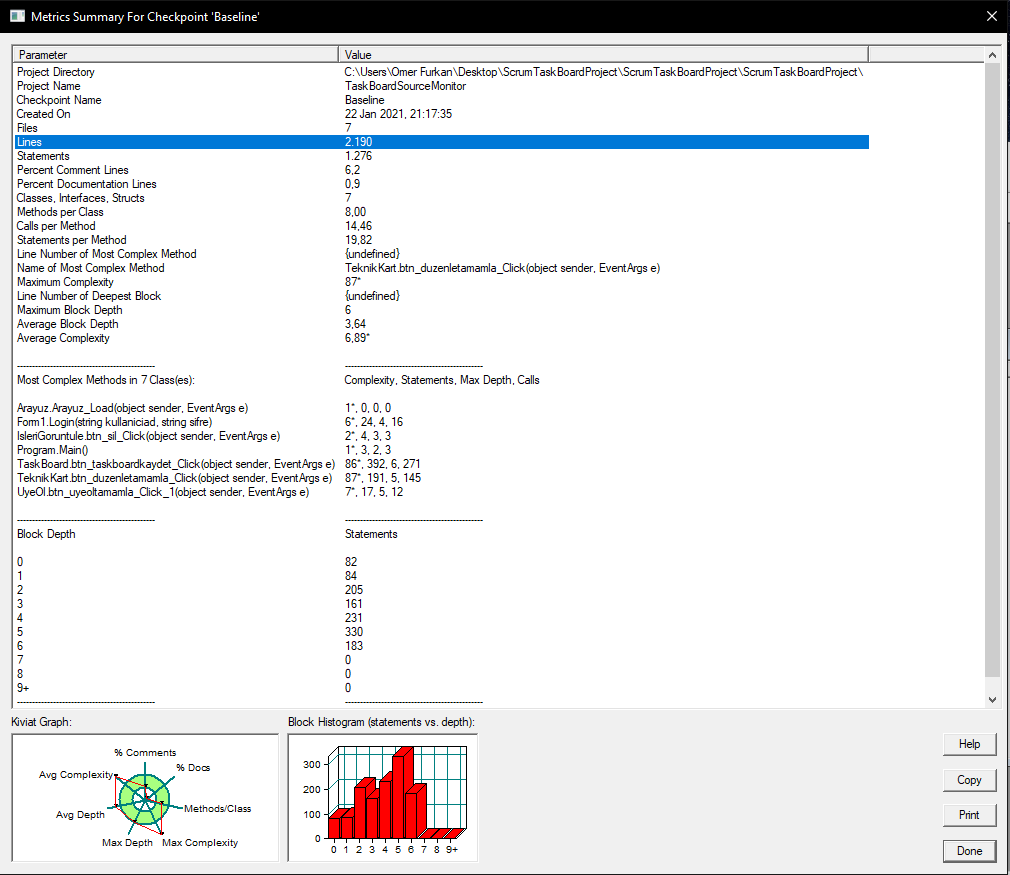 Metrics Summary For Checkpoint 'Baseline'
Parameter Value
Project Directory C:\Users\Omer Furkan\Desktop\ScrumTaskBoardProject\ScrumTaskBoardProject\ScrumTaskBoardProject\
Project Name TaskBoardSourceMonitor
Checkpoint Name Baseline
Created On 22 Jan 2021, 21:17:35
Files 7
Lines 2.190
Statements 1.276
Percent Comment Lines 6,2
Percent Documentation Lines 0,9
Classes, Interfaces, Structs 7
Methods per Class 8,00
Calls per Method 14,46
Statements per Method 19,82
Line Number of Most Complex Method {undefined}
Name of Most Complex Method TeknikKart.btn_duzenletamamla_Click(object sender, EventArgs e)
Maximum Complexity 87*
Line Number of Deepest Block {undefined}
Maximum Block Depth 6
Average Block Depth 3,64
Average Complexity 6,89*
-------------------------------------------- --------------------------------------------
Most Complex Methods in 7 Class(es): Complexity, Statements, Max Depth, Calls
Arayuz.Arayuz_Load(object sender, EventArgs e) 1*, 0, 0, 0
Form1.Login(string kullaniciad, string sifre) 6*, 24, 4, 16
IsleriGoruntule.btn_sil_Click(object sender, EventArgs e) 2*, 4, 3, 3
Program.Main() 1*, 3, 2, 3
TaskBoard.btn_taskboardkaydet_Click(object sender, EventArgs e) 86*, 392, 6, 271
TeknikKart.btn_duzenletamamla_Click(object sender, EventArgs e) 87*, 191, 5, 145
UyeOl.btn_uyeoltamamla_Click_1(object sender, EventArgs e) 7*, 17, 5, 12
-------------------------------------------- --------------------------------------------
Block Depth Statements
0 82
1 84
2 205
3 161
4 231
5 330
6 183
7 0
8 0
9+ 0
-------------------------------------------- --------------------------------------------
Kiviat Graph:
% Comments
% Docs
Avg Complexity
Methods/Class
Avg Depth
Max Depth
Max Complexity
Block Histogram (statements vs. depth):
300
200
100
0
0 1 2 3 4 5 6 7 8 9+
Help
Copy
Print
Done